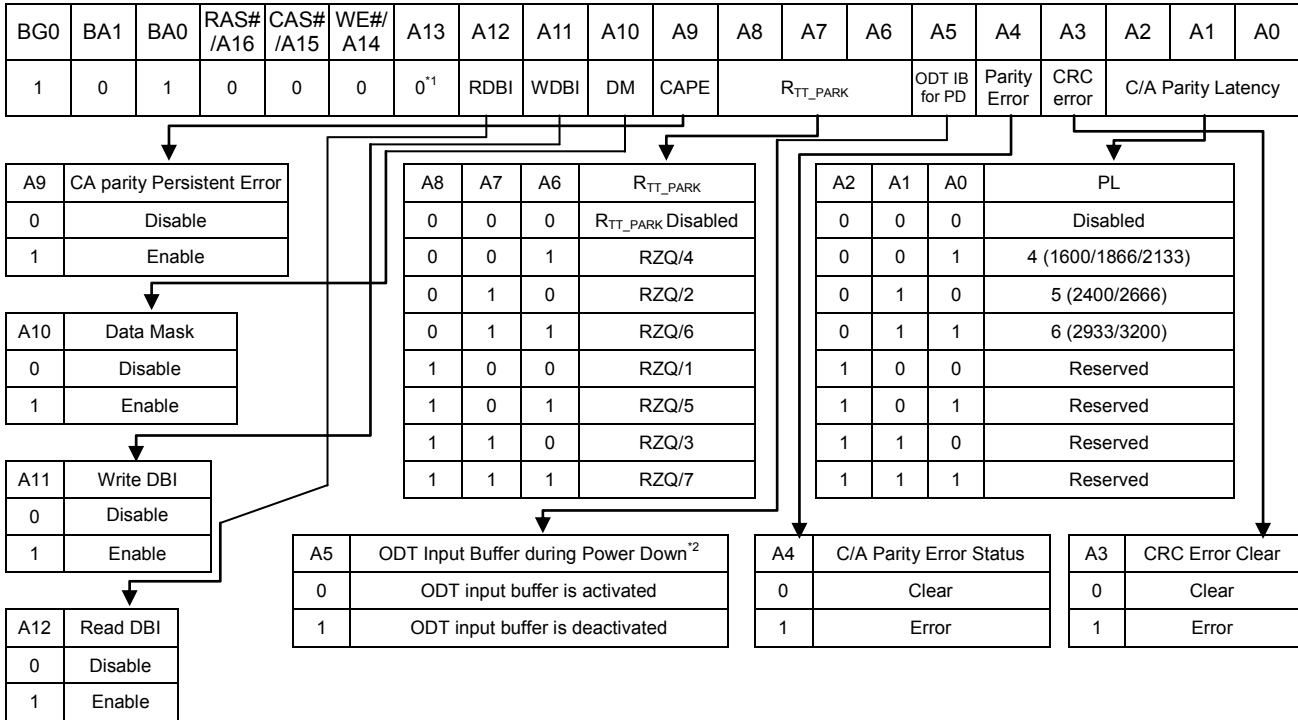 BG0 BA1 BA0 RAS# /A16 CAS# /A15 WE#/ A14 A13 A12 A11 A10 A9 A8 A7 A6 A5 A4 A3 A2 A1 A0
1 0 1 0 0 0 0*1 RDBI WDBI DM CAPE RTT_PARK ODT IB for PD Parity Error CRC error C/A Parity Latency
A9 CA parity Persistent Error
0 Disable
1 Enable
A10 Data Mask
0 Disable
1 Enable
A11 Write DBI
0 Disable
1 Enable
A12 Read DBI
0 Disable
1 Enable
A8 A7 A6 RTT_PARK
0 0 0 RTT_PARK Disabled
0 0 1 RZQ/4
0 1 0 RZQ/2
0 1 1 RZQ/6
1 0 0 RZQ/1
1 0 1 RZQ/5
1 1 0 RZQ/3
1 1 1 RZQ/7
A2 A1 A0 PL
0 0 0 Disabled
0 0 1 4 (1600/1866/2133)
0 1 0 5 (2400/2666)
0 1 1 6 (2933/3200)
1 0 0 Reserved
1 0 1 Reserved
1 1 0 Reserved
1 1 1 Reserved
A5 ODT Input Buffer during Power Down*2
0 ODT input buffer is activated
1 ODT input buffer is deactivated
A4 C/A Parity Error Status
0 Clear
1 Error
A3 CRC Error Clear
0 Clear
1 Error